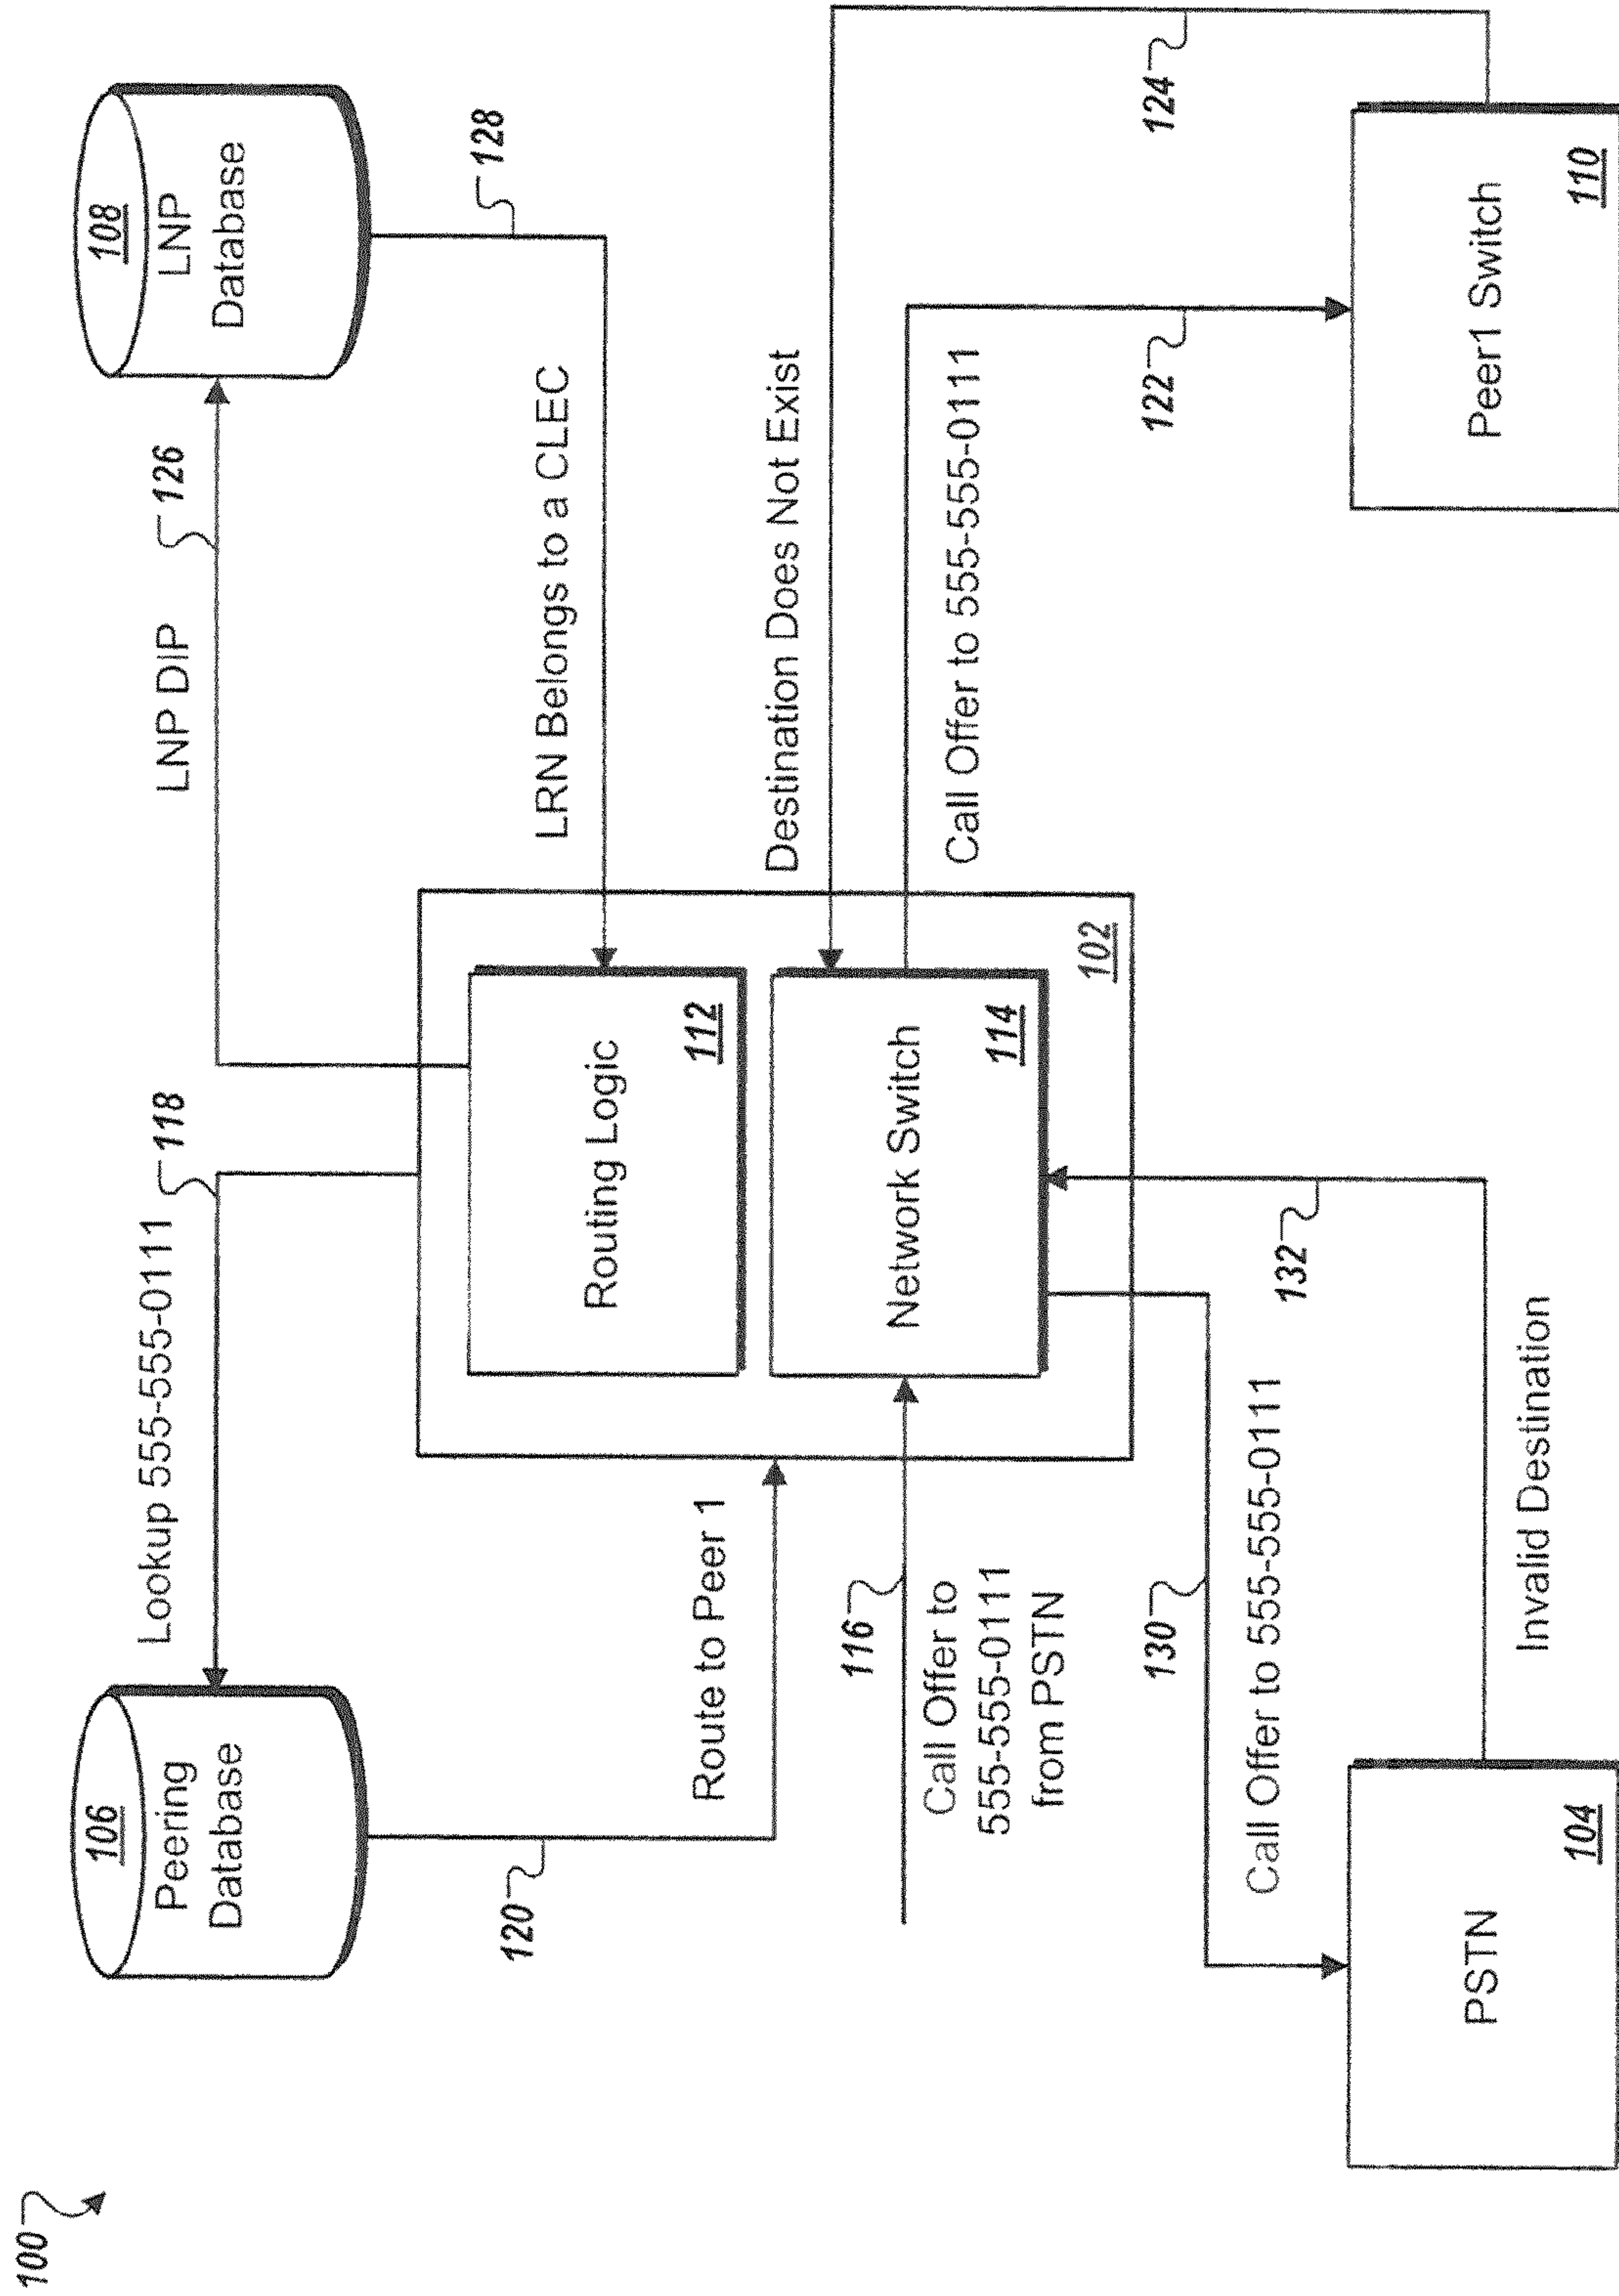 100
106
Peering
Database
Lookup 555-555-0111
118
LNP DIP
126
108
LNP
Database
120
Route to Peer 1
128
LRN Belongs to a CLEC
Routing Logic
112
116
Call Offer to
555-555-0111
from PSTN
Network Switch
114
102
Destination Does Not Exist
124
Call Offer to 555-555-0111
122
130
Call Offer to 555-555-0111
132
Invalid Destination
PSTN
104
Peer1 Switch
110